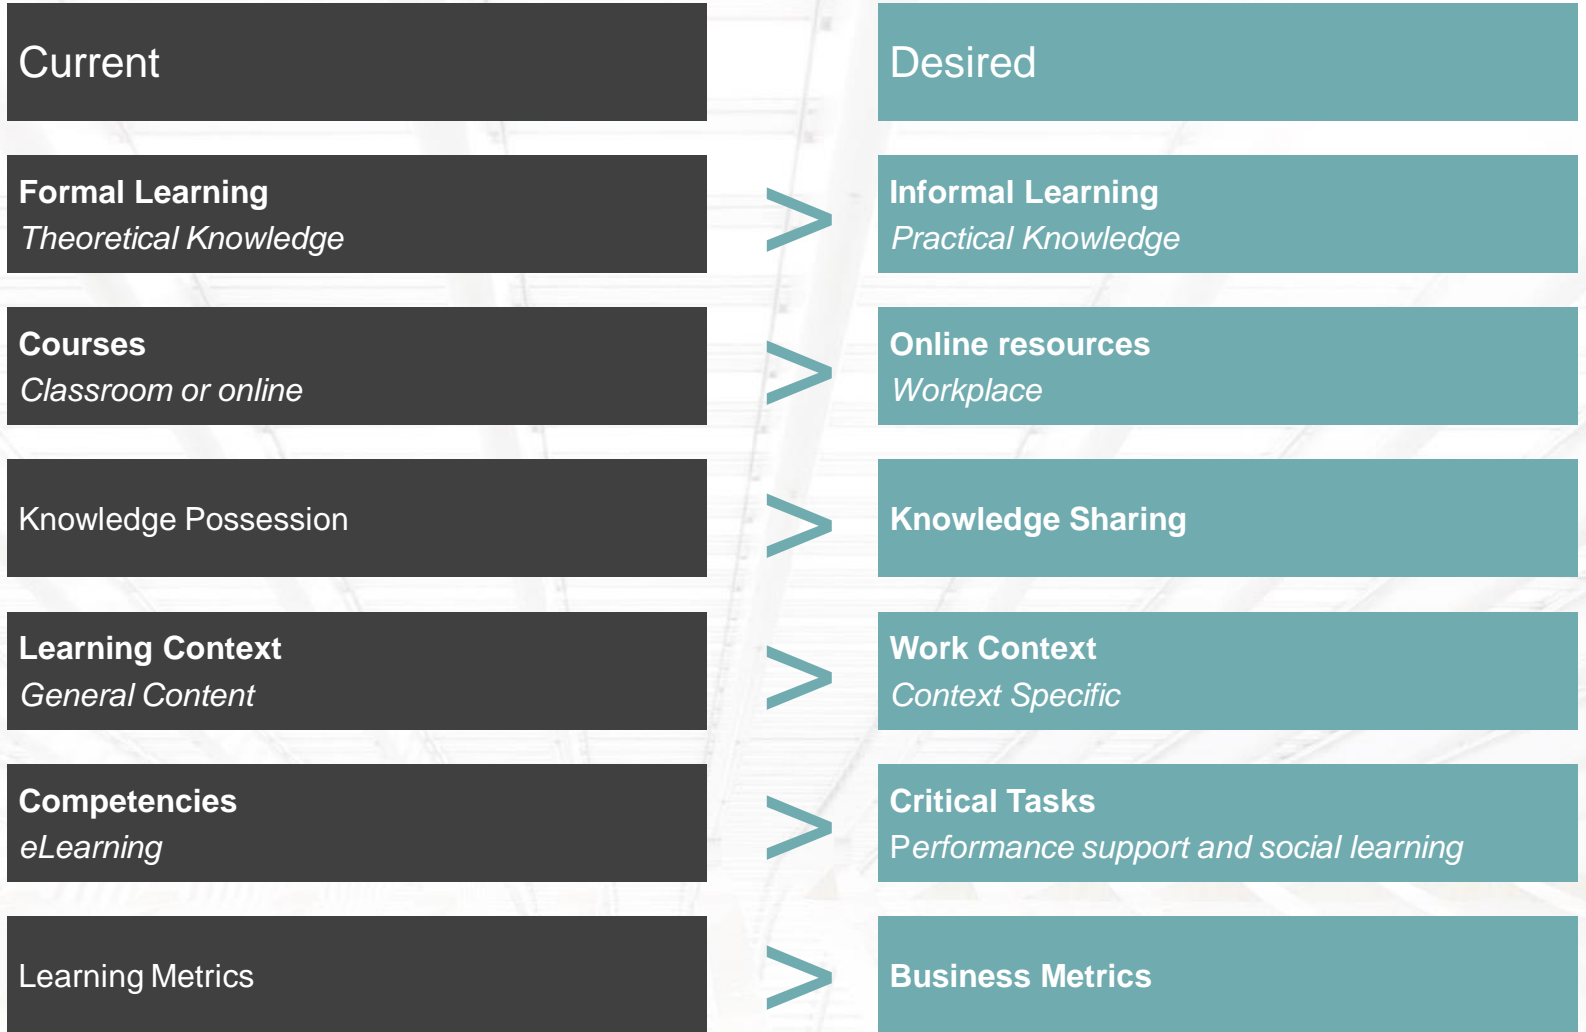 Current
Desired
Formal Learning
Theoretical Knowledge
>
Informal Learning
Practical Knowledge
Courses
Classroom or online
>
Online resources
Workplace
Knowledge Possession
>
Knowledge Sharing
Learning Context
General Content
>
Work Context
Context Specific
Competencies
eLearning
>
Critical Tasks
Performance support and social learning
Learning Metrics
>
Business Metrics